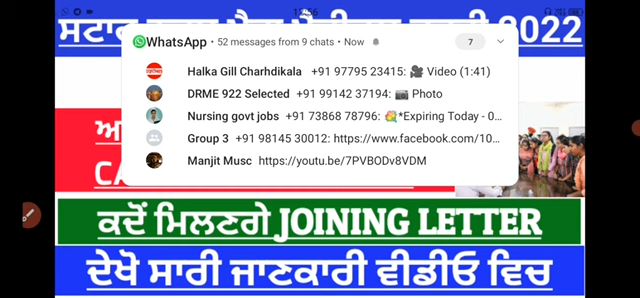 12:56
2022
WhatsApp • 52 messages from 9 chats • Now
7
Halka Gill Charhdikala +91 97795 23415: 🎥 Video (1:41)
DRME 922 Selected +91 99142 37194: 📷 Photo
Nursing govt jobs +91 73868 78796: 💐*Expiring Today - 0...
Group 3 +91 98145 30012: https://www.facebook.com/10...
Manjit Musc https://youtu.be/7PVBODv8VDM
ਕਦੋਂ ਮਿਲਣਗੇ JOINING LETTER
ਦੇਖੋ ਸਾਰੀ ਜਾਣਕਾਰੀ ਵੀਡੀਓ ਵਿਚ